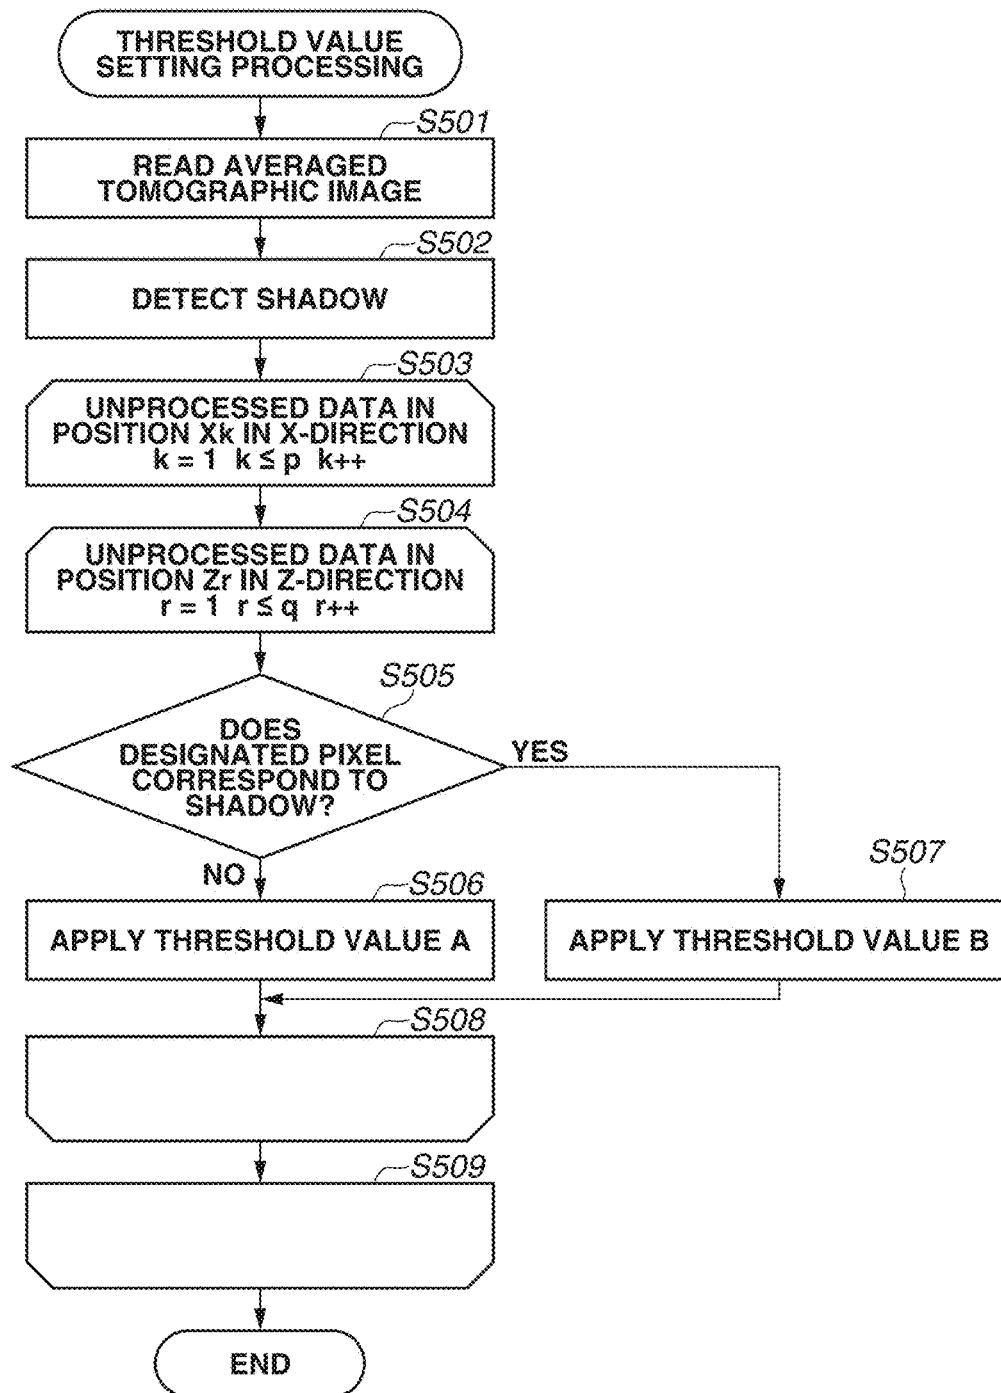 THRESHOLD VALUE
SETTING PROCESSING
S501
READ AVERAGED
TOMOGRAPHIC IMAGE
S502
DETECT SHADOW
S503
UNPROCESSED DATA IN
POSITION Xk IN X-DIRECTION
k = 1 k ≤ p k++
S504
UNPROCESSED DATA IN
POSITION Zr IN Z-DIRECTION
r = 1 r ≤ q r++
S505
DOES
DESIGNATED PIXEL
CORRESPOND TO
SHADOW?
YES
NO
S506
APPLY THRESHOLD VALUE A
S507
APPLY THRESHOLD VALUE B
S508
S509
END